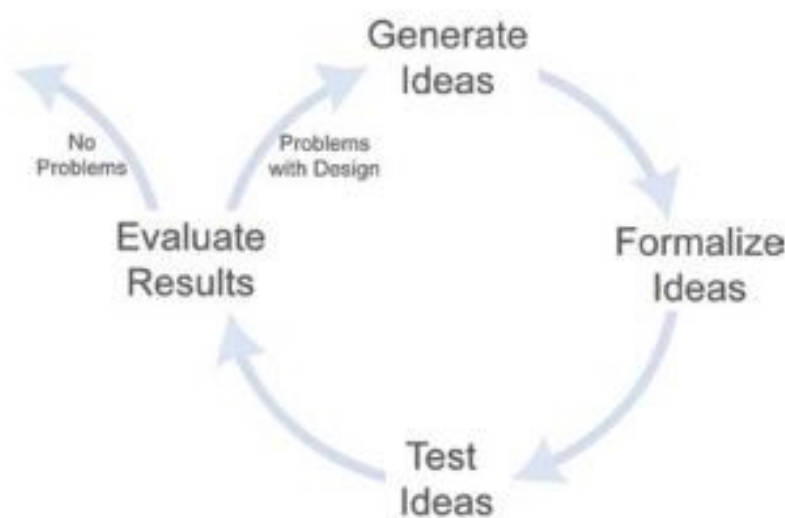 Generate
Ideas
No
Problems
Problems
with Design
Evaluate
Results
Formalize
Ideas
Test
Ideas